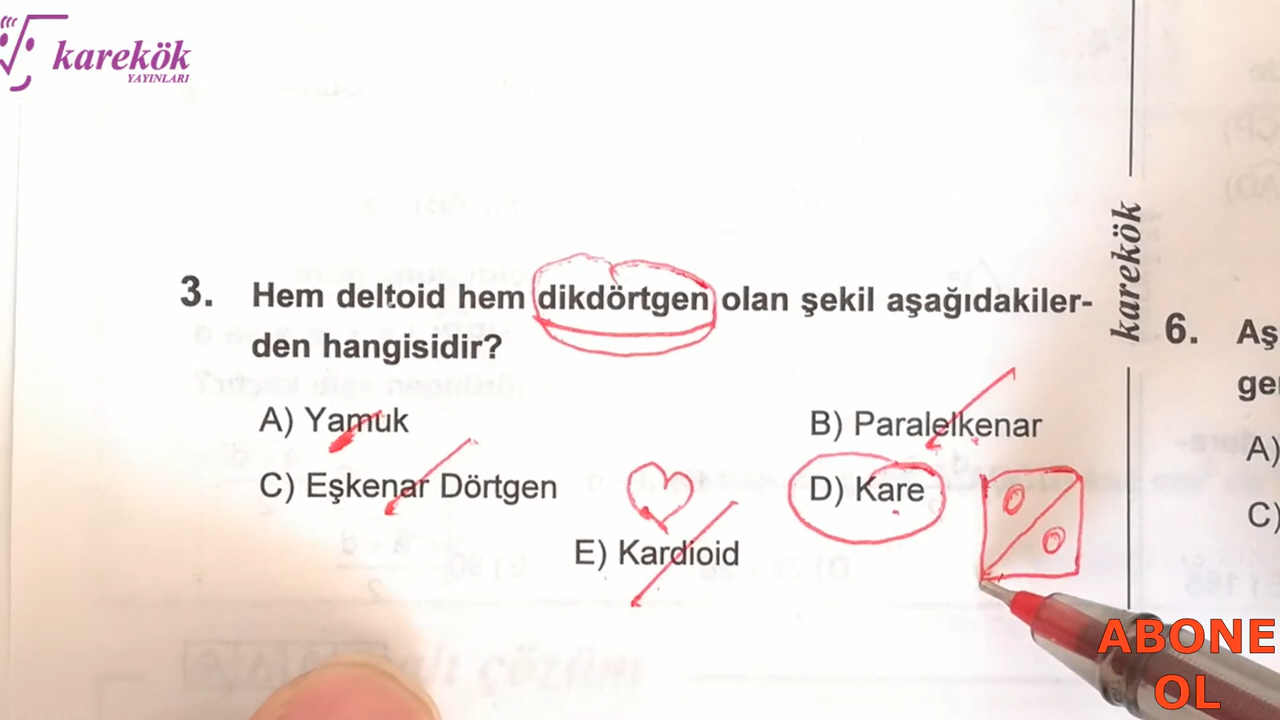 karekök
YAYINLARI
3. Hem deltoid hem dikdörtgen olan şekil aşağıdakiler-
den hangisidir?
A) Yamuk
B) Paralelkenar
C) Eşkenar Dörtgen
D) Kare
E) Kardioid
karekök
6. Aş
ge
A)
C)
ABONE
OL